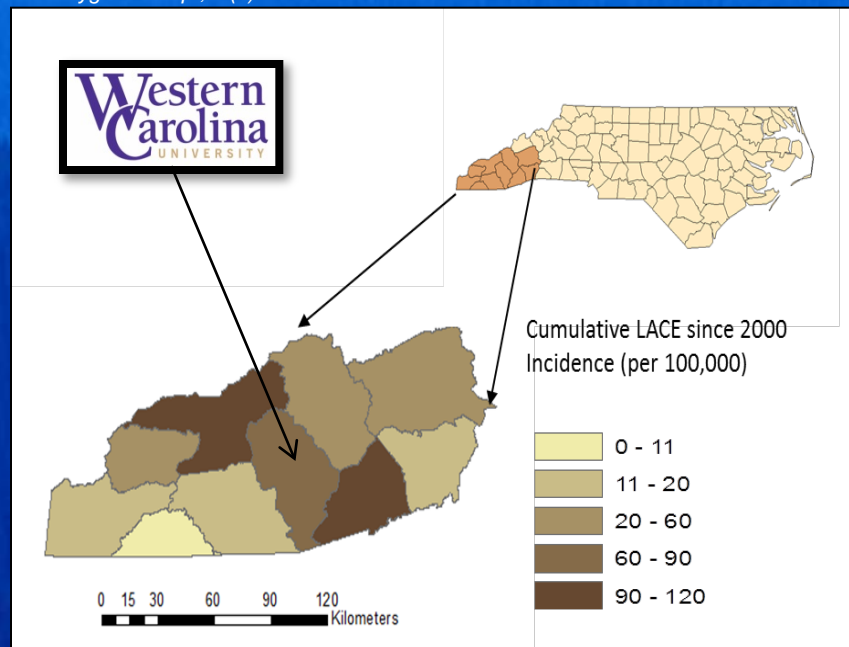 Western
Carolina
UNIVERSITY
Cumulative LACE since 2000
Incidence (per 100,000)
0 - 11
11 - 20
20 - 60
60 - 90
90 - 120
0 15 30 60 90 120
Kilometers